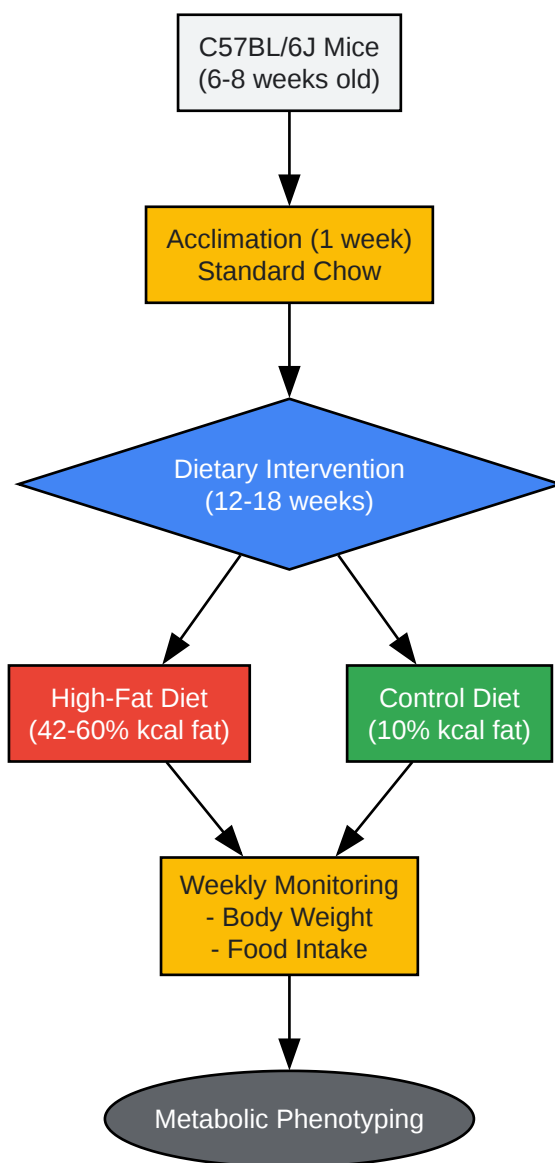 C57BL/6J Mice
(6-8 weeks old)
Acclimation (1 week)
Standard Chow
Dietary Intervention
(12-18 weeks)
High-Fat Diet
(42-60% kcal fat)
Control Diet
(10% kcal fat)
Weekly Monitoring
- Body Weight
- Food Intake
Metabolic Phenotyping